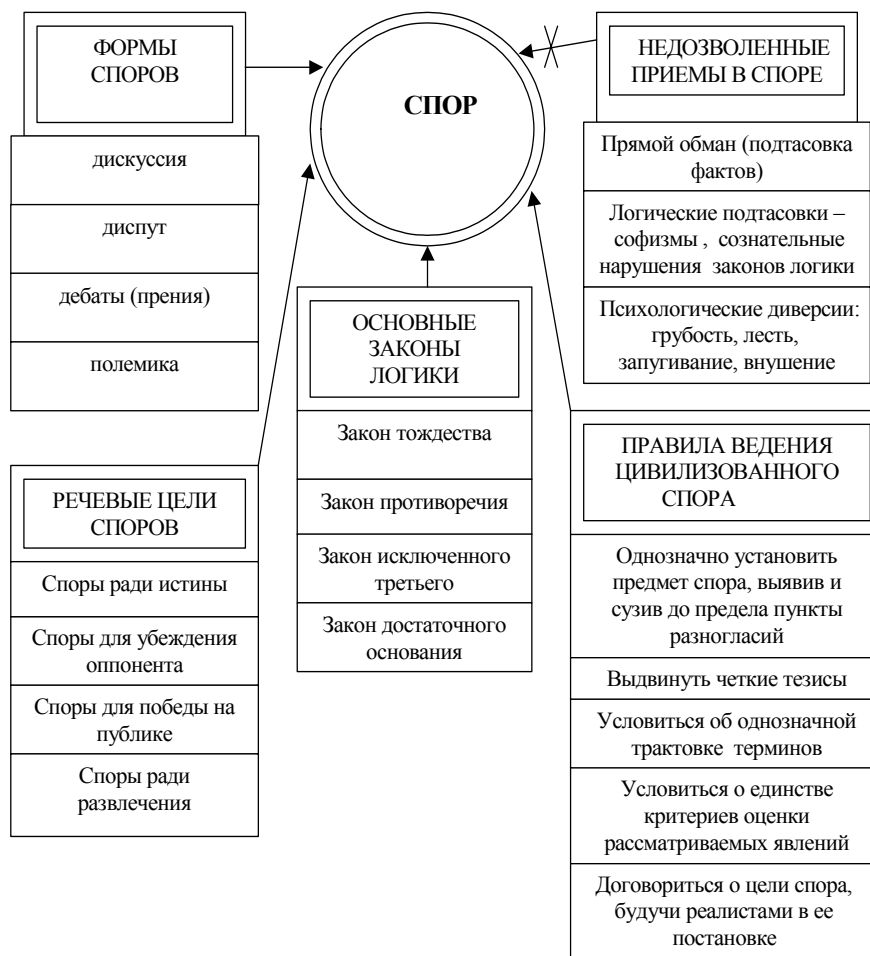 ФОРМЫ
СПОРОВ
дискуссия
диспут
дебаты (прения)
полемика
РЕЧЕВЫЕ ЦЕЛИ
СПОРОВ
Споры ради истины
Споры для убеждения
оппонента
Споры для победы на
публике
Споры ради
развлечения
СПОР
ОСНОВНЫЕ
ЗАКОНЫ
ЛОГИКИ
Закон тождества
Закон противоречия
Закон исключенного
третьего
Закон достаточного
основания
НЕДОЗВОЛЕННЫЕ
ПРИЕМЫ В СПОРЕ
Прямой обман (подтасовка
фактов)
Логические подтасовки –
софизмы , сознательные
нарушения законов логики
Психологические диверсии:
грубость, лесть,
запугивание, внушение
ПРАВИЛА ВЕДЕНИЯ
ЦИВИЛИЗОВАННОГО
СПОРА
Однозначно установить
предмет спора, выявив и
сузив до предела пункты
разногласий
Выдвинуть четкие тезисы
Условиться об однозначной
трактовке терминов
Условиться о единстве
критериев оценки
рассматриваемых явлений
Договориться о цели спора,
будучи реалистами в ее
постановке